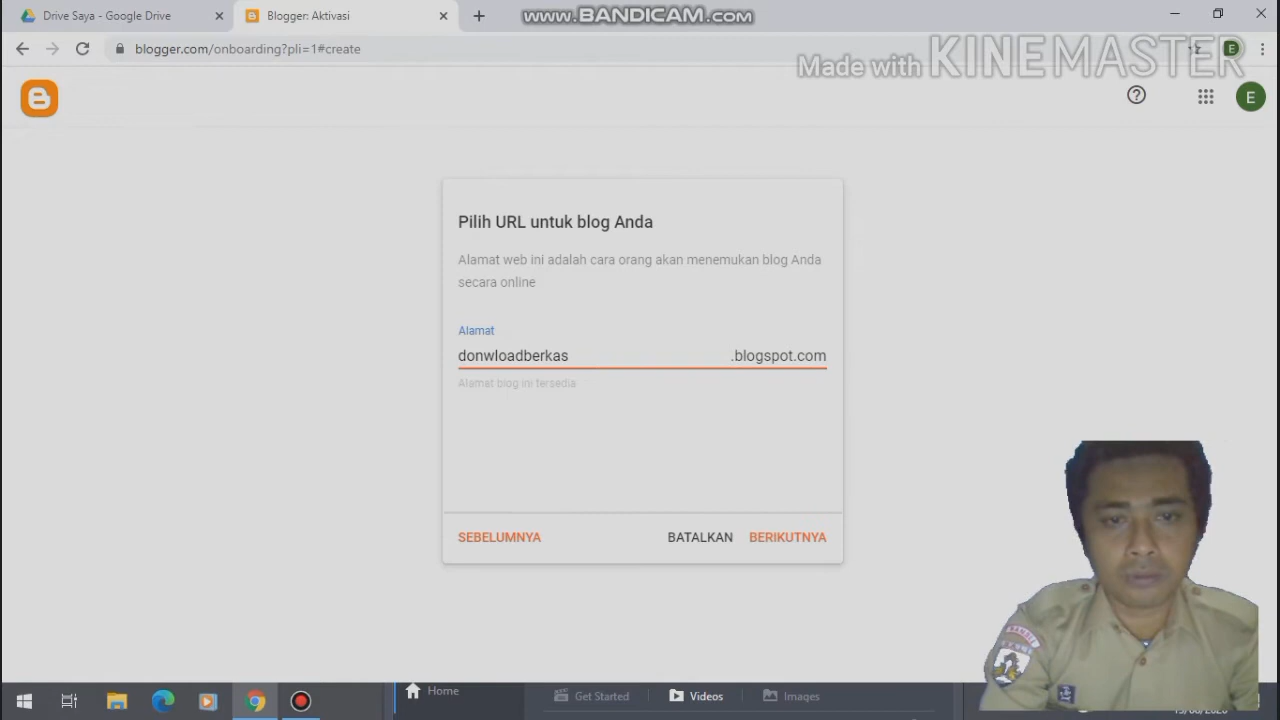 Drive Saya - Google Drive
Blogger: Aktivasi
www.BANDICAM.com
blogger.com/onboarding?pli=1#create
E
Made with KINEMASTER
E
Pilih URL untuk blog Anda
Alamat web ini adalah cara orang akan menemukan blog Anda
secara online
Alamat
donwloadberkas
.blogspot.com
Alamat blog ini tersedia
SEBELUMNYA
BATALKAN
BERIKUTNYA
Home
Get Started
Videos
Images